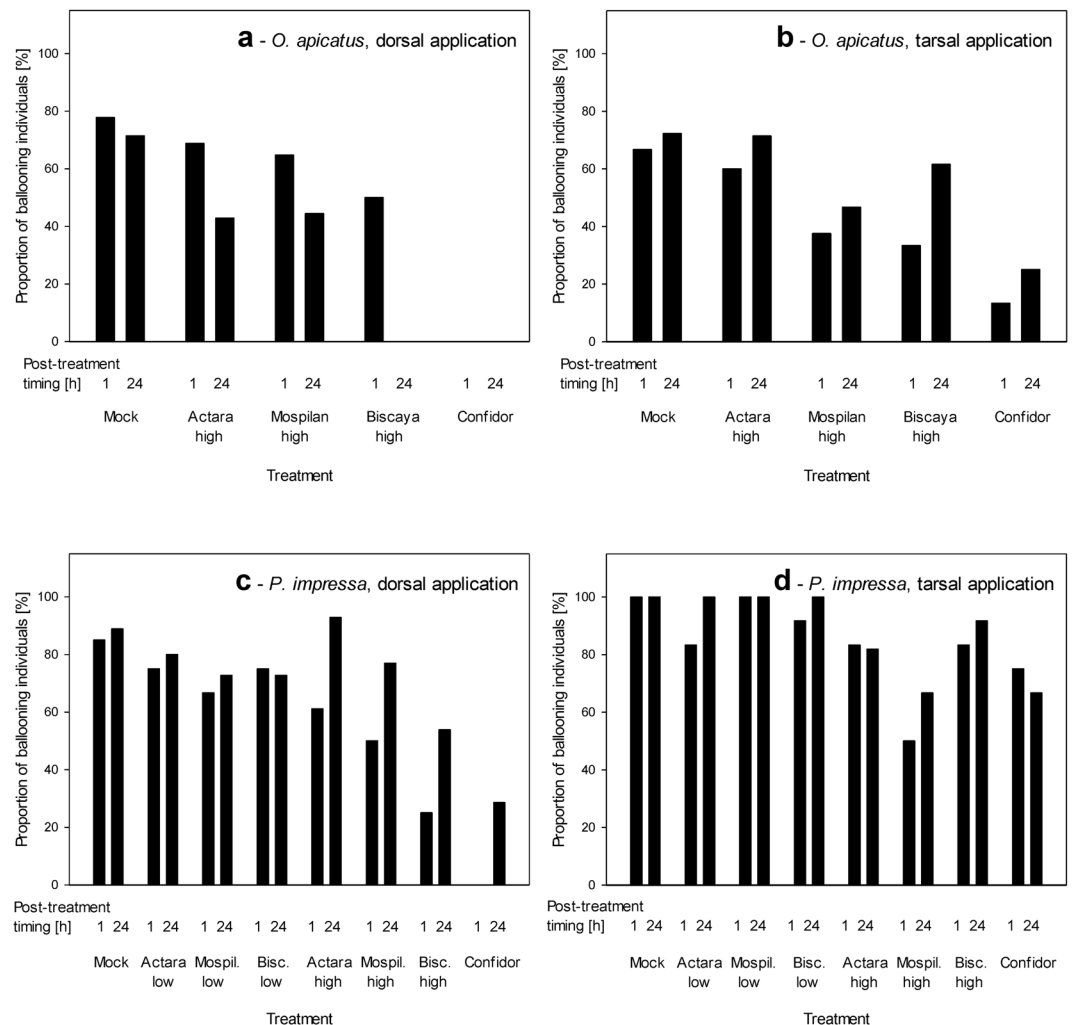 a - O. apicatus, dorsal application
Proportion of ballooning individuals [%]
100
80
60
40
20
0
Post-treatment
timing [h] 1 24 1 24 1 24 1 24 1 24
Mock Actara Mospilan Biscaya Confidor
high high high
Treatment
b - O. apicatus, tarsal application
Proportion of ballooning individuals [%]
100
80
60
40
20
0
Post-treatment
timing [h] 1 24 1 24 1 24 1 24 1 24
Mock Actara Mospilan Biscaya Confidor
high high high
Treatment
c - P. impressa, dorsal application
Proportion of ballooning individuals [%]
100
80
60
40
20
0
Post-treatment
timing [h] 1 24 1 24 1 24 1 24 1 24 1 24 1 24 1 24
Mock Actara Mospil. Bisc. Actara Mospil. Bisc. Confidor
low low low high high high
Treatment
d - P. impressa, tarsal application
Proportion of ballooning individuals [%]
100
80
60
40
20
0
Post-treatment
timing [h] 1 24 1 24 1 24 1 24 1 24 1 24 1 24 1 24
Mock Actara Mospil. Bisc. Actara Mospil. Bisc. Confidor
low low low high high high
Treatment